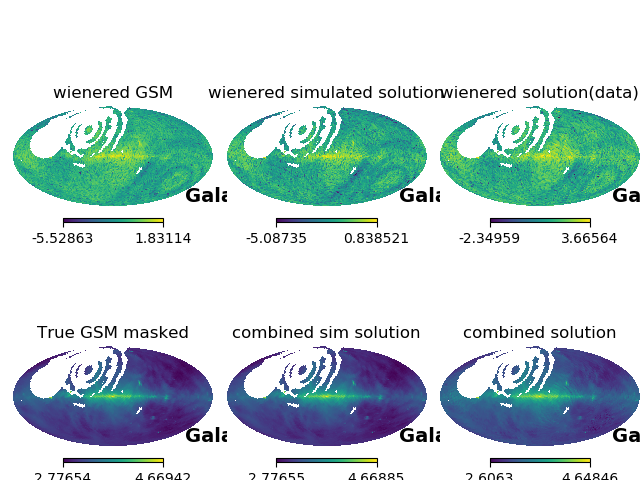 wienered GSM
wienered simulated solution
wienered solution(data)
Gala
Gala
Ga
-5.52863 1.83114
-5.08735 0.838521
-2.34959 3.66564
True GSM masked
combined sim solution
combined solution
Gala
Gala
Ga
2.77654 4.66942
2.77655 4.66885
2.6063 4.64846